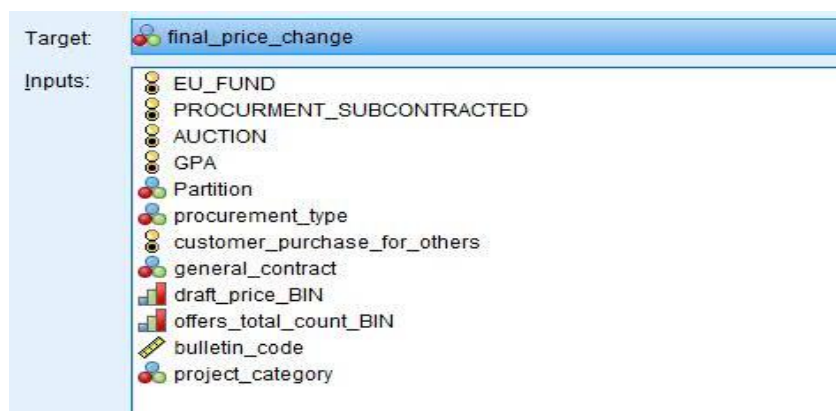 Target: final_price_change
Inputs: EU_FUND
PROCURMENT_SUBCONTRACTED
AUCTION
GPA
Partition
procurement_type
customer_purchase_for_others
general_contract
draft_price_BIN
offers_total_count_BIN
bulletin_code
project_category